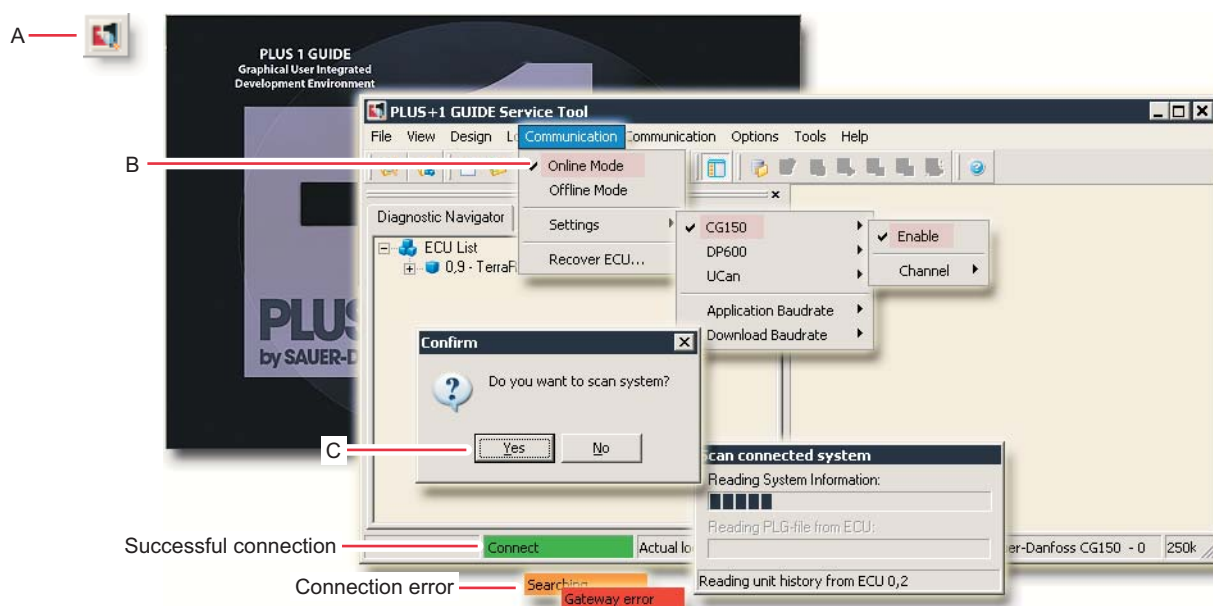 A
PLUS 1 GUIDE
Graphical User Integrated
Development Environment
PLUS+1 GUIDE Service Tool
File View Design Communication Communication Options Tools Help
B
Online Mode
Offline Mode
Settings
Recover ECU...
Diagnostic Navigator
ECU List
0,9 - TerraF
CG150
DP600
UCan
Application Baudrate
Download Baudrate
Enable
Channel
PLUS
by SAUER-D
Confirm
Do you want to scan system?
Yes No
C
Scan connected system
Reading System Information:
Reading PLG-file from ECU:
Reading unit history from ECU 0,2
Successful connection
Connect
Actual lo
er-Danfoss CG150 - 0 250k
Connection error
Searching
Gateway error